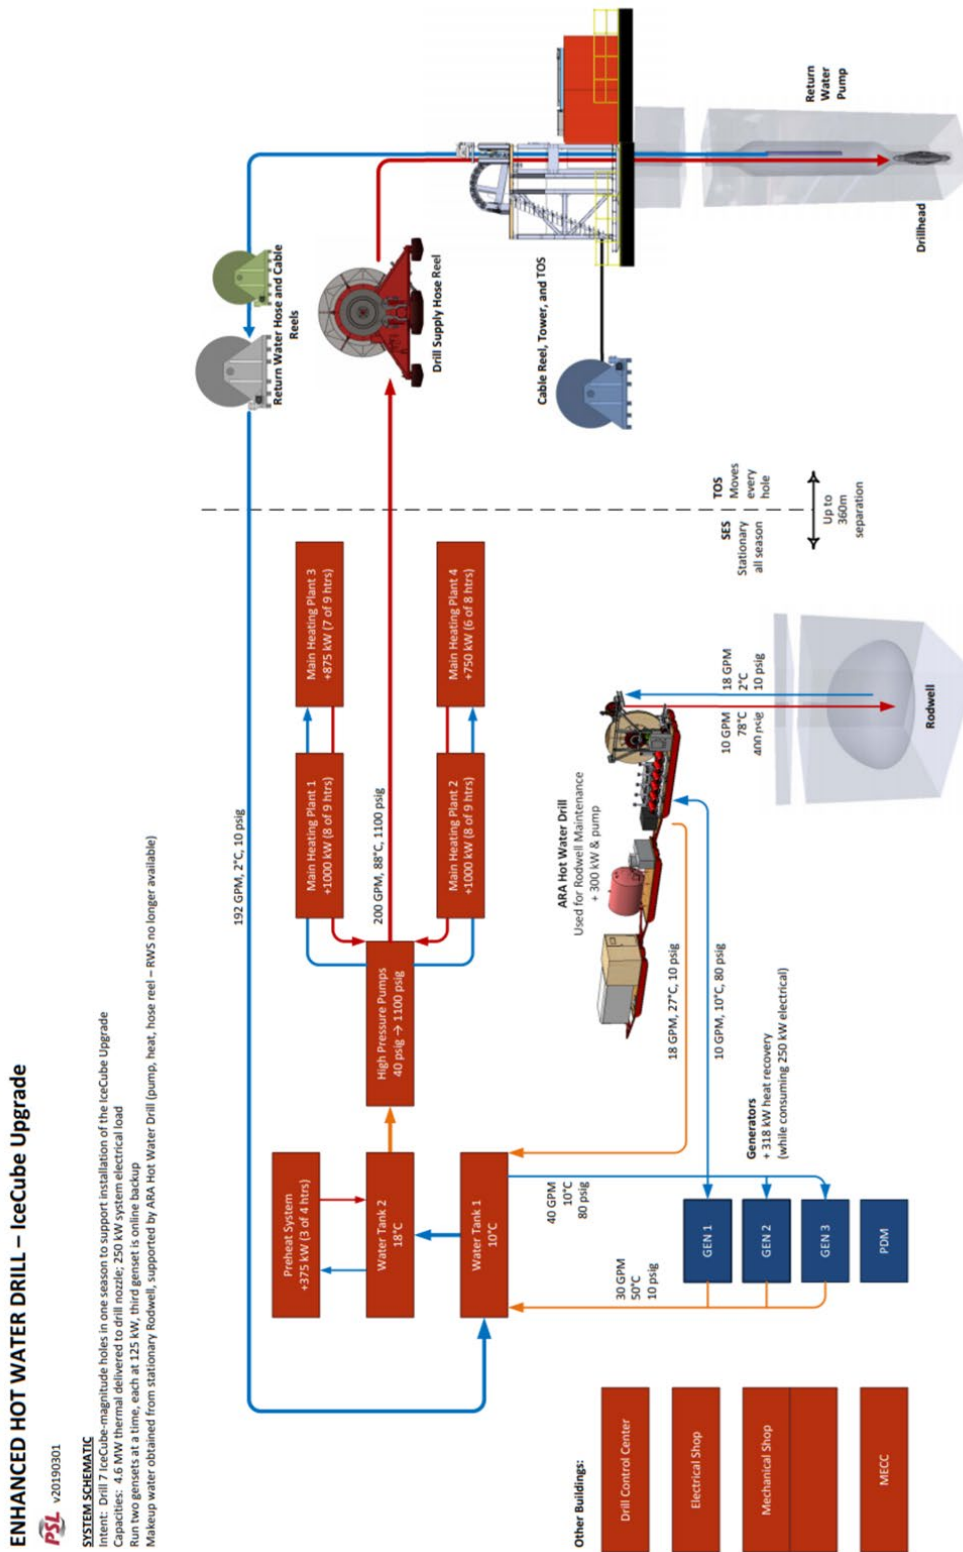 ENHANCED HOT WATER DRILL – IceCube Upgrade
PSL v20190301
SYSTEM SCHEMATIC
Intent: Drill 7 IceCube-magnitude holes in one season to support installation of the IceCube Upgrade
Capacities: 4.6 MW thermal delivered to drill nozzle; 250 kW system electrical load
Run two gensets at a time, each at 125 kW, third genset is online backup
Makeup water obtained from stationary Rodwell, supported by ARA Hot Water Drill (pump, heat, hose reel – RWS no longer available)
192 GPM, 2°C, 10 psig
Return Water Hose and Cable
Reels
Preheat System
+375 kW (3 of 4 htrs)
Water Tank 2
18°C
Water Tank 1
10°C
High Pressure Pumps
40 psig → 1100 psig
Main Heating Plant 1
+1000 kW (8 of 9 htrs)
Main Heating Plant 3
+875 kW (7 of 9 htrs)
200 GPM, 88°C, 1100 psig
Main Heating Plant 2
+1000 kW (8 of 9 htrs)
Main Heating Plant 4
+750 kW (6 of 8 htrs)
Drill Supply Hose Reel
Cable Reel, Tower, and TOS
40 GPM
10°C
80 psig
30 GPM
50°C
10 psig
18 GPM, 27°C, 10 psig
10 GPM, 10°C, 80 psig
ARA Hot Water Drill
Used for Rodwell Maintenance
+ 300 kW & pump
Generators
+ 318 kW heat recovery
(while consuming 250 kW electrical)
GEN 1
GEN 2
GEN 3
PDM
10 GPM
78°C
400 psig
18 GPM
2°C
10 psig
Rodwell
SES
Stationary
all season
TOS
Moves
every
hole
Up to
360m
separation
Return
Water
Pump
Drillhead
Other Buildings:
Drill Control Center
Electrical Shop
Mechanical Shop
MECC